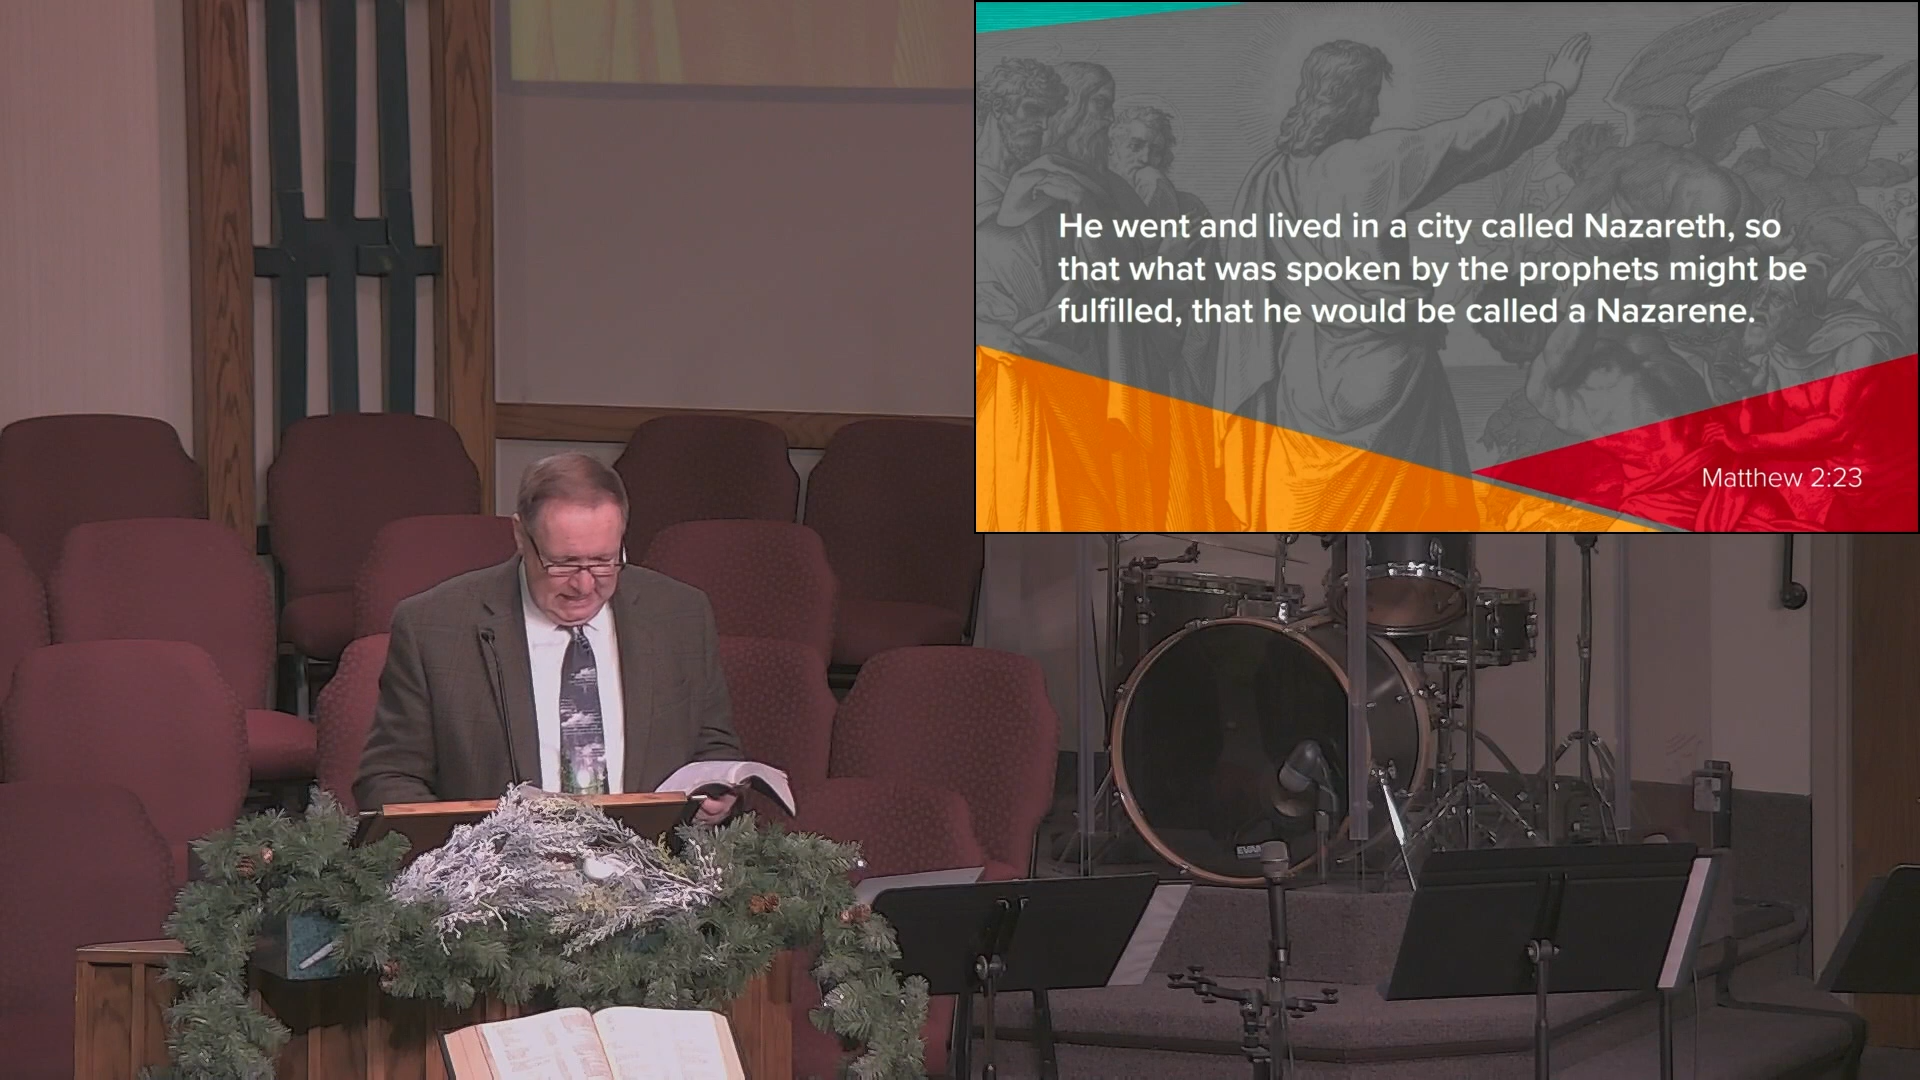 He went and lived in a city called Nazareth, so
that what was spoken by the prophets might be
fulfilled, that he would be called a Nazarene.
Matthew 2:23
EVANS